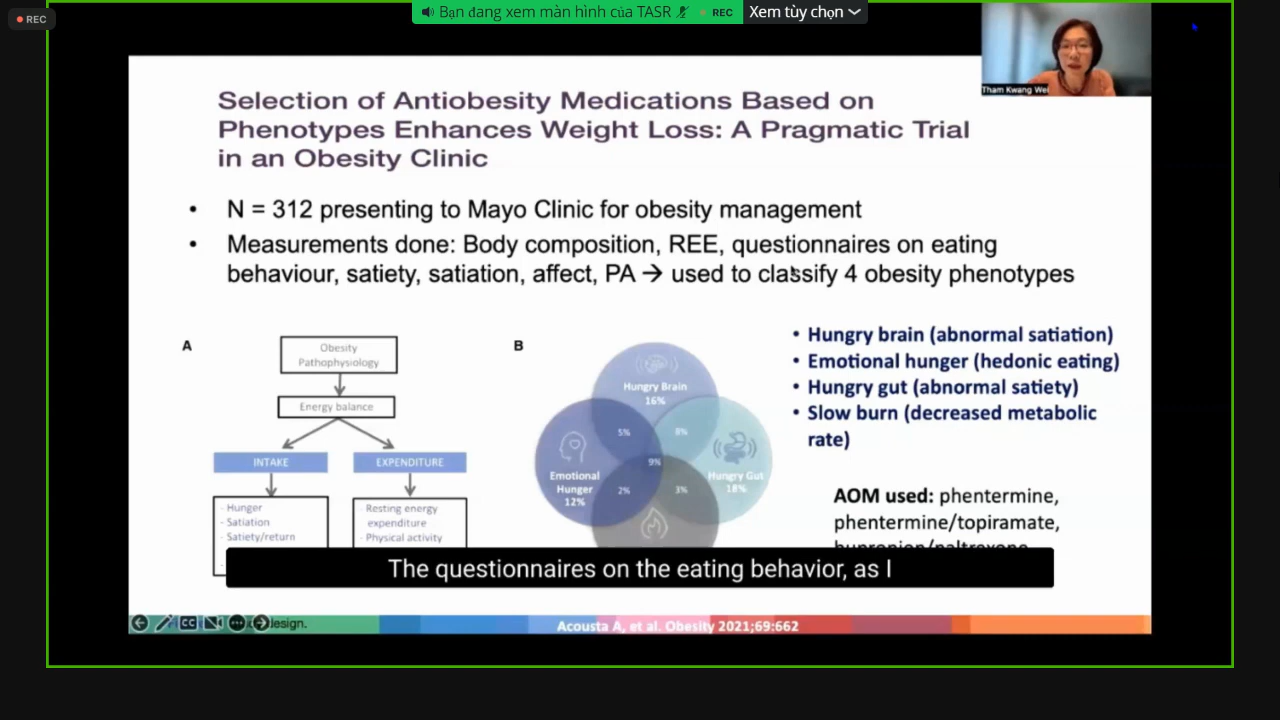 REC
Bạn đang xem màn hình của TASR
REC
Xem tùy chọn
Tham Kwang Wei
Selection of Antiobesity Medications Based on
Phenotypes Enhances Weight Loss: A Pragmatic Trial
in an Obesity Clinic
• N = 312 presenting to Mayo Clinic for obesity management
• Measurements done: Body composition, REE, questionnaires on eating
behaviour, satiety, satiation, affect, PA → used to classify 4 obesity phenotypes
A
Obesity
Pathophysiology
Energy balance
INTAKE
EXPENDITURE
- Hunger
- Satiation
- Satiety/return
- Resting energy
expenditure
- Physical activity
B
Hungry Brain
16%
5%
8%
Emotional
Hunger
12%
9%
Hungry Gut
18%
2%
3%
• Hungry brain (abnormal satiation)
• Emotional hunger (hedonic eating)
• Hungry gut (abnormal satiety)
• Slow burn (decreased metabolic
rate)
AOM used: phentermine,
phentermine/topiramate,
bupropion/naltrexone
The questionnaires on the eating behavior, as I
CC
design.
Acousta A, et al. Obesity 2021;69:662